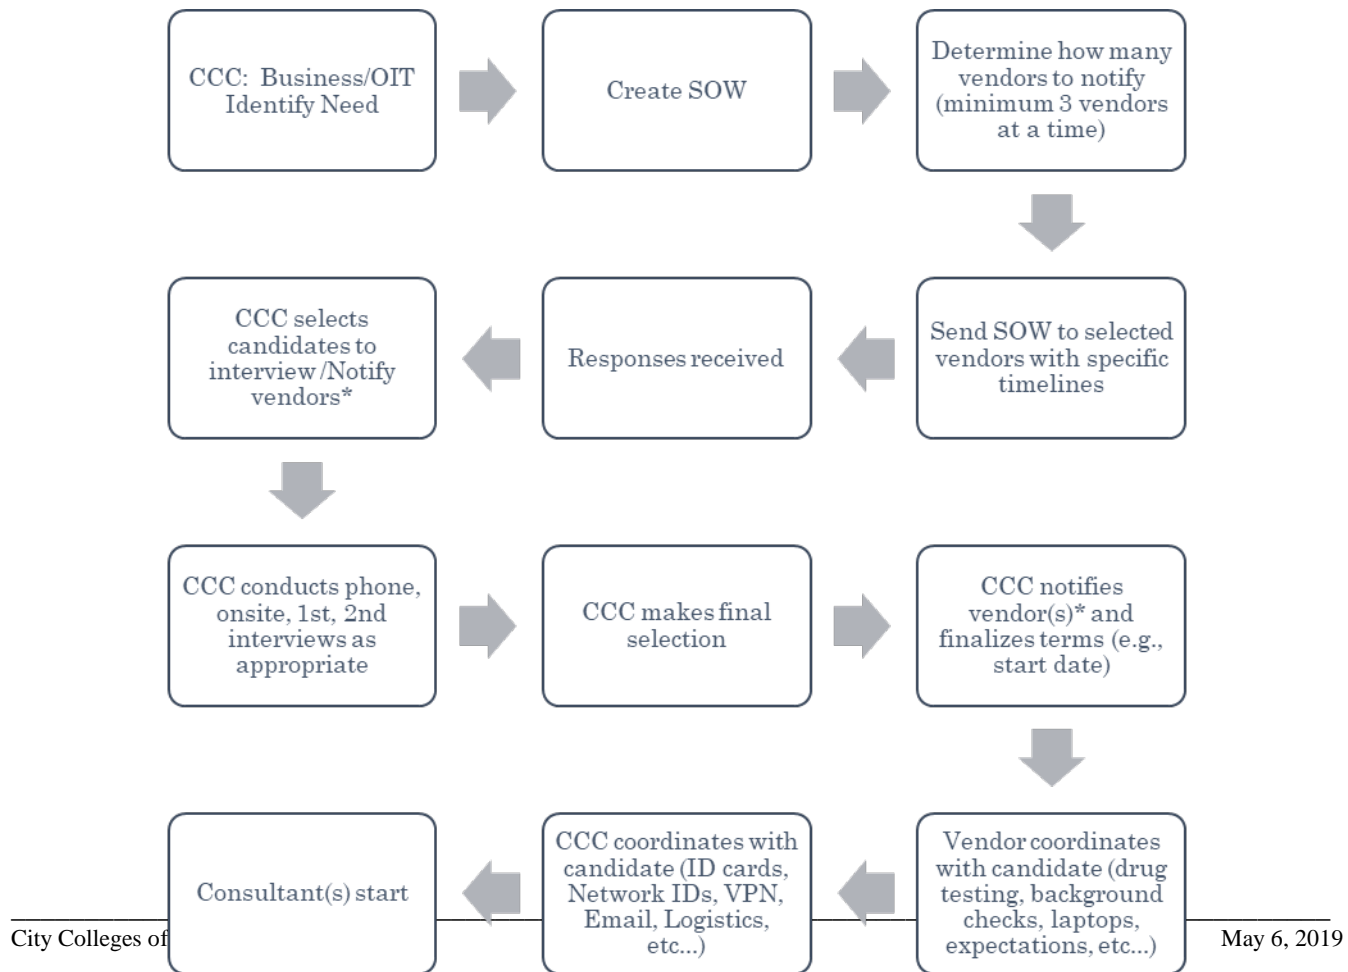 CCC: Business/OIT
Identify Need
Create SOW
Determine how many
vendors to notify
(minimum 3 vendors
at a time)
Send SOW to selected
vendors with specific
timelines
Responses received
CCC selects
candidates to
interview/Notify
vendors*
CCC conducts phone,
onsite, 1st, 2nd
interviews as
appropriate
CCC makes final
selection
CCC notifies
vendor(s)* and
finalizes terms (e.g.,
start date)
Vendor coordinates
with candidate (drug
testing, background
checks, laptops,
expectations, etc...)
CCC coordinates with
candidate (ID cards,
Network IDs, VPN,
Email, Logistics,
etc...)
Consultant(s) start
City Colleges of
May 6, 2019